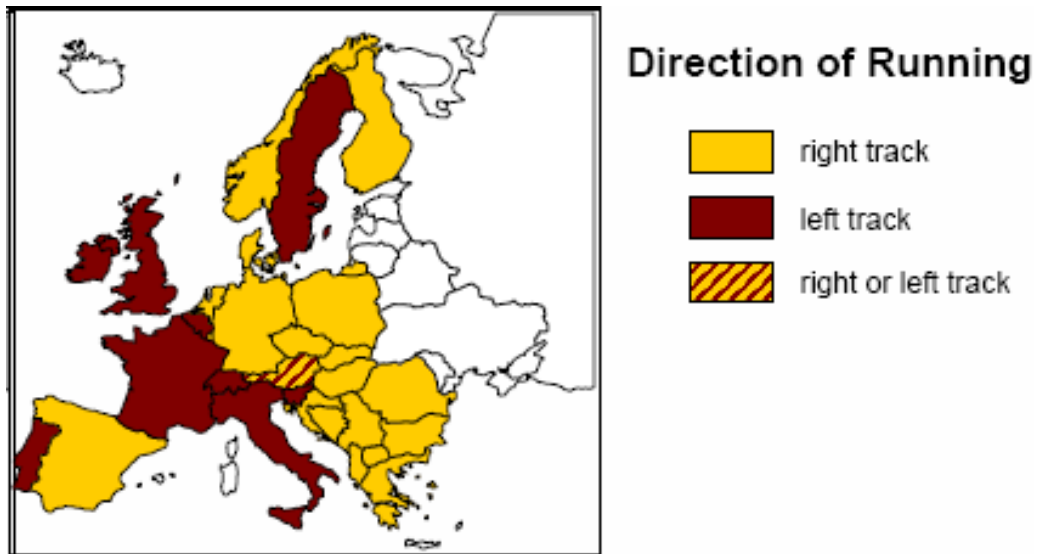 Direction of Running
right track
left track
right or left track